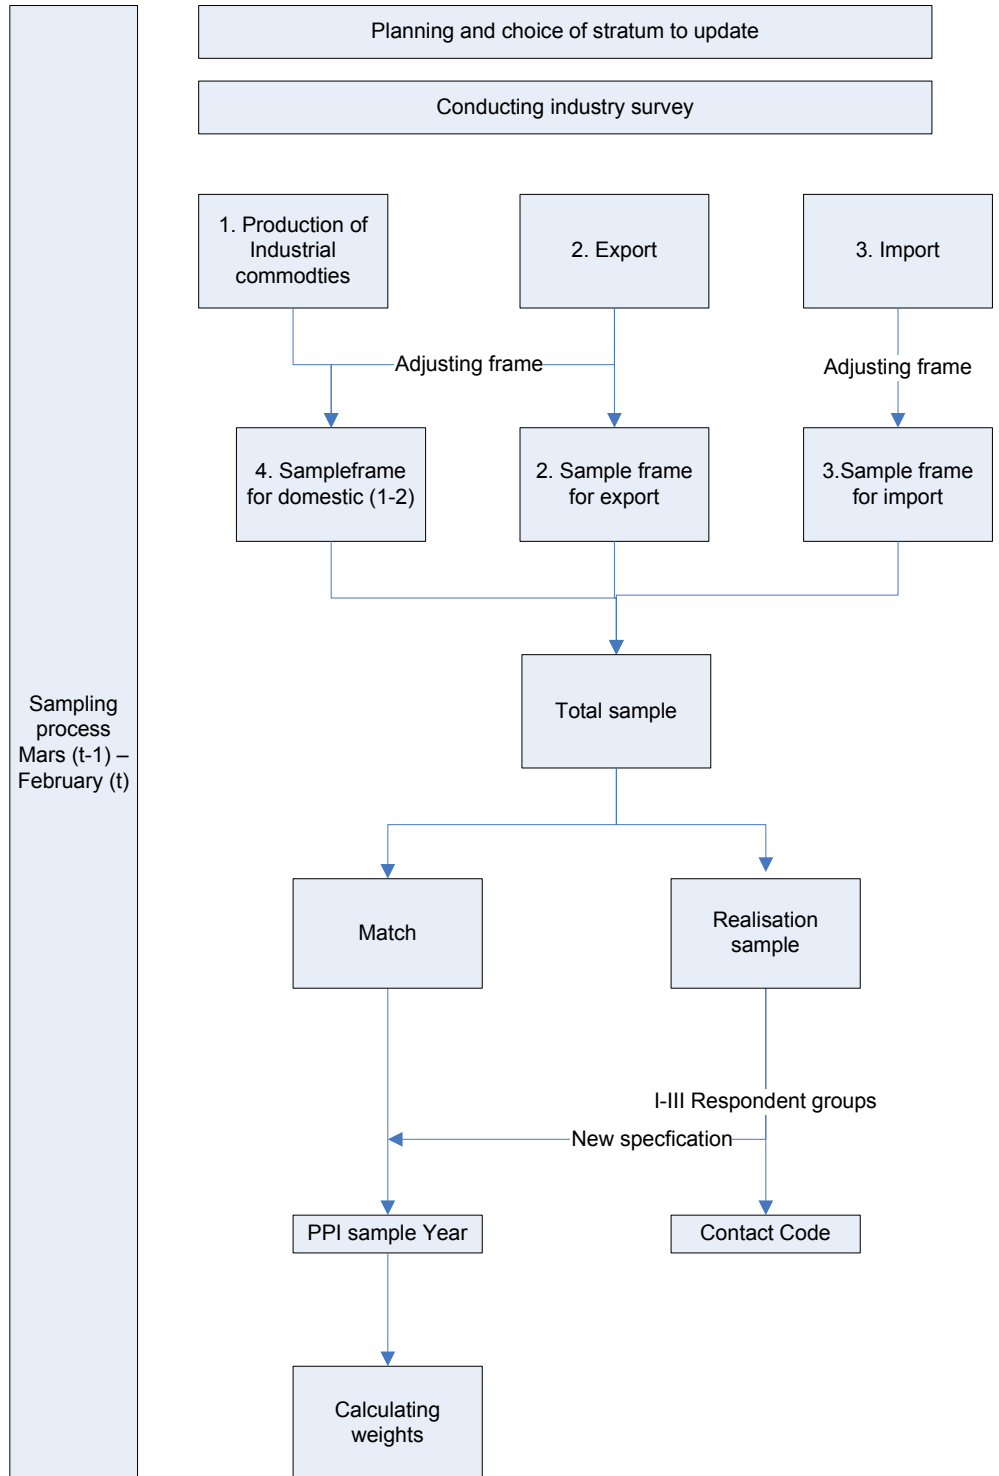 Planning and choice of stratum to update
Conducting industry survey
1. Production of
Industrial
commodties
2. Export
3. Import
Adjusting frame
Adjusting frame
4. Sampleframe
for domestic (1-2)
2. Sample frame
for export
3.Sample frame
for import
Total sample
Sampling
process
Mars (t-1) –
February (t)
Match
Realisation
sample
I-III Respondent groups
New specfication
PPI sample Year
Contact Code
Calculating
weights